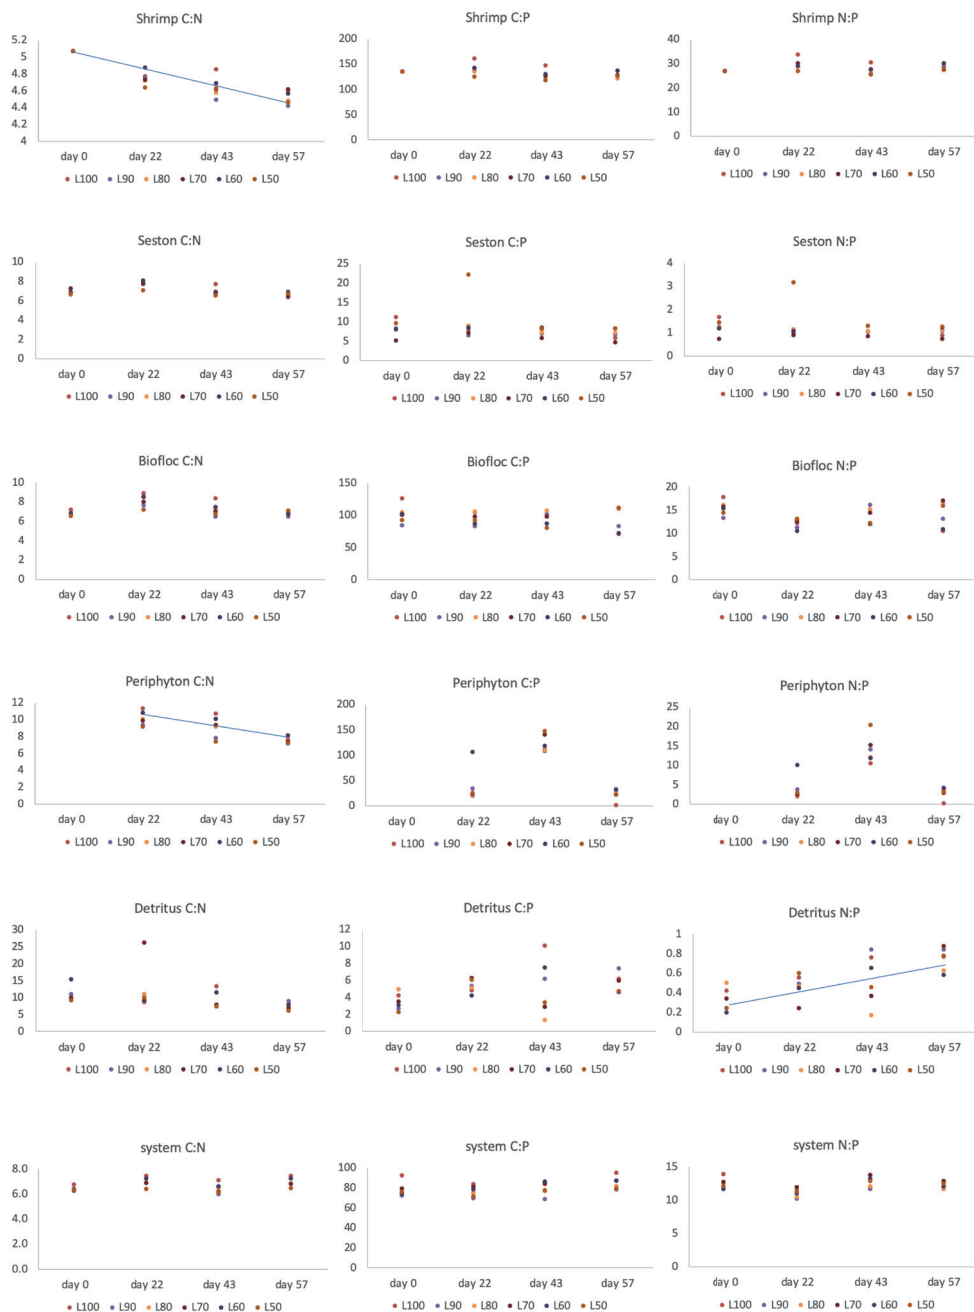 Shrimp C:N
5.2
5
4.8
4.6
4.4
4.2
4
day 0 day 22 day 43 day 57
L100 L90 L80 L70 L60 L50
Shrimp C:P
200
150
100
50
0
day 0 day 22 day 43 day 57
L100 L90 L80 L70 L60 L50
Shrimp N:P
40
30
20
10
0
day 0 day 22 day 43 day 57
L100 L90 L80 L70 L60 L50
Seston C:N
10
8
6
4
2
0
day 0 day 22 day 43 day 57
L100 L90 L80 L70 L60 L50
Seston C:P
25
20
15
10
5
0
day 0 day 22 day 43 day 57
L100 L90 L80 L70 L60 L50
Seston N:P
4
3
2
1
0
day 0 day 22 day 43 day 57
L100 L90 L80 L70 L60 L50
Biofloc C:N
10
8
6
4
2
0
day 0 day 22 day 43 day 57
L100 L90 L80 L70 L60 L50
Biofloc C:P
150
100
50
0
day 0 day 22 day 43 day 57
L100 L90 L80 L70 L60 L50
Biofloc N:P
20
15
10
5
0
day 0 day 22 day 43 day 57
L100 L90 L80 L70 L60 L50
Periphyton C:N
12
10
8
6
4
2
0
day 0 day 22 day 43 day 57
L100 L90 L80 L70 L60 L50
Periphyton C:P
200
150
100
50
0
day 0 day 22 day 43 day 57
L100 L90 L80 L70 L60 L50
Periphyton N:P
25
20
15
10
5
0
day 0 day 22 day 43 day 57
L100 L90 L80 L70 L60 L50
Detritus C:N
30
25
20
15
10
5
0
day 0 day 22 day 43 day 57
L100 L90 L80 L70 L60 L50
Detritus C:P
12
10
8
6
4
2
0
day 0 day 22 day 43 day 57
L100 L90 L80 L70 L60 L50
Detritus N:P
1
0.8
0.6
0.4
0.2
0
day 0 day 22 day 43 day 57
L100 L90 L80 L70 L60 L50
system C:N
8.0
6.0
4.0
2.0
0.0
day 0 day 22 day 43 day 57
L100 L90 L80 L70 L60 L50
system C:P
100
80
60
40
20
0
day 0 day 22 day 43 day 57
L100 L90 L80 L70 L60 L50
system N:P
15
10
5
0
day 0 day 22 day 43 day 57
L100 L90 L80 L70 L60 L50